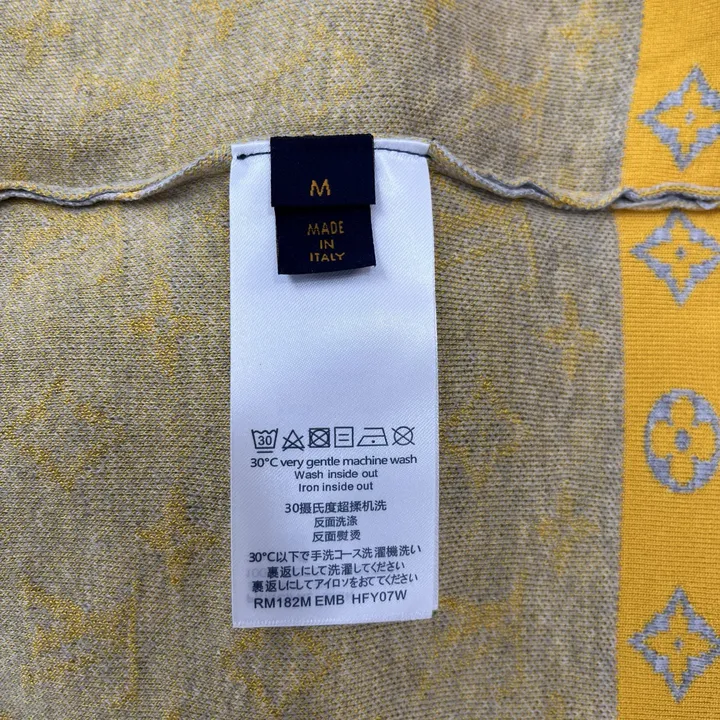 M
MADE
IN
ITALY
30
30°C very gentle machine wash
Wash inside out
Iron inside out
30摄氏度超揉机洗
反面洗涤
反面熨烫
30°C以下で手洗コース洗濯機洗い
裏返しにして洗濯してください
裏返しにしてアイロソをおててください
RM182M EMB HFY07W